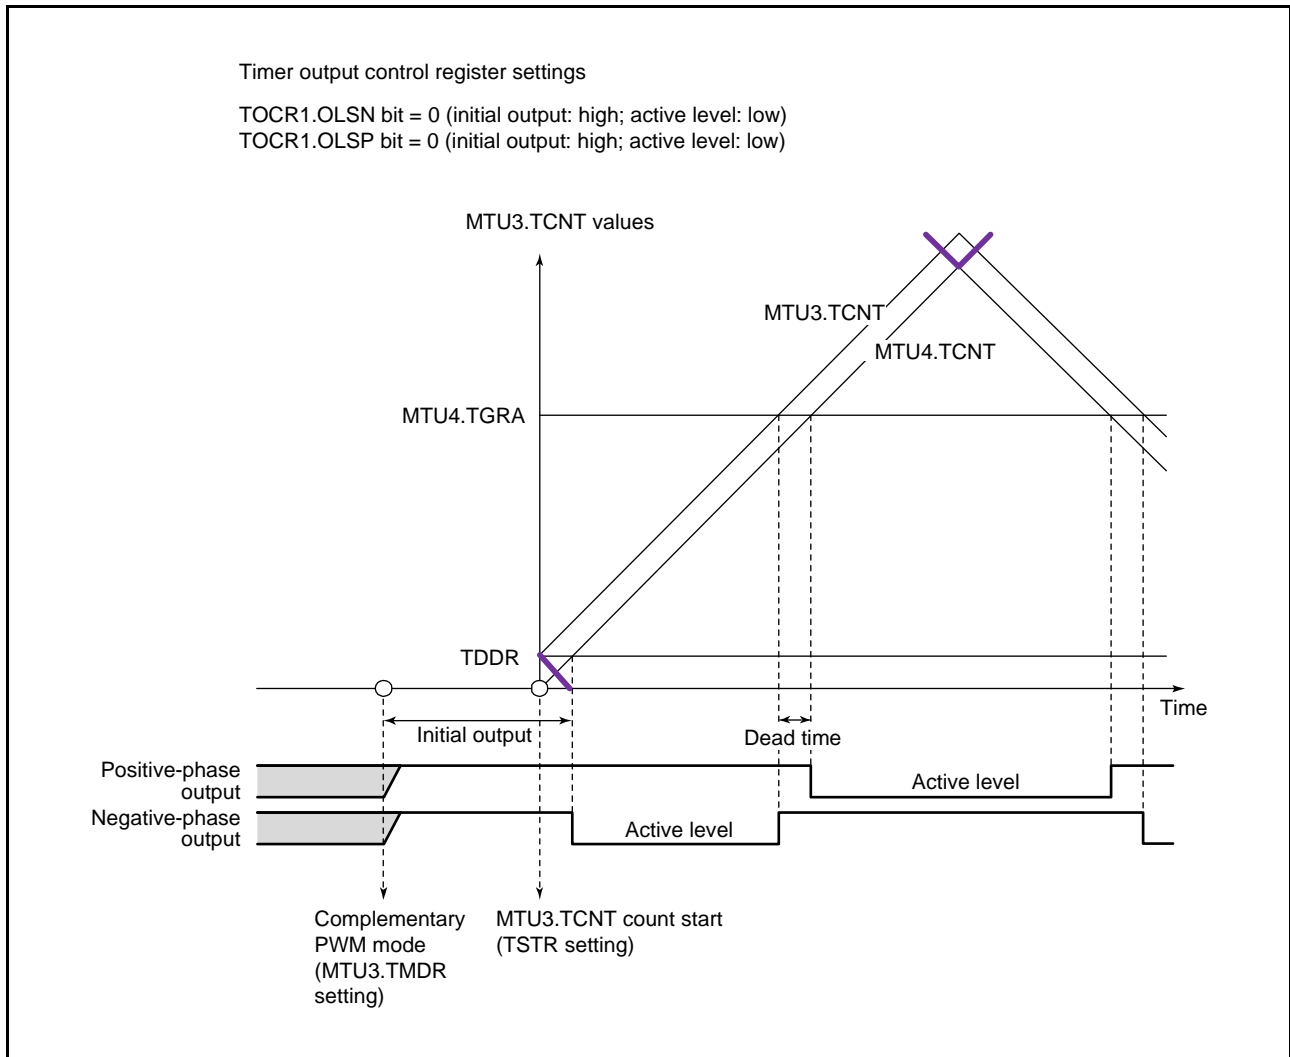 Timer output control register settings
TOCR1.OLSN bit = 0 (initial output: high; active level: low)
TOCR1.OLSP bit = 0 (initial output: high; active level: low)
MTU3.TCNT values
MTU3.TCNT
MTU4.TCNT
MTU4.TGRA
TDDR
Time
Initial output
Dead time
Positive-phase
output
Active level
Negative-phase
output
Active level
Complementary
PWM mode
(MTU3.TMDR
setting)
MTU3.TCNT count start
(TSTR setting)